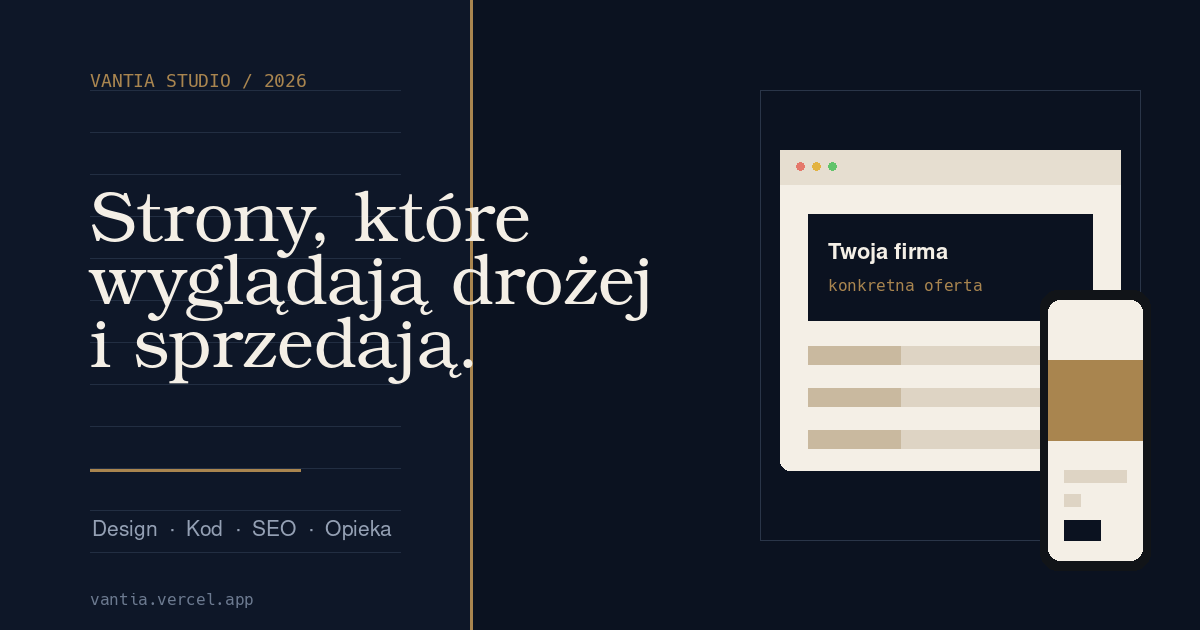 VANTIA STUDIO / 2026
Strony, które
wyglądają drożej
i sprzedają.
Design · Kod · SEO · Opieka
vantia.vercel.app
Twoja firma
konkretna oferta